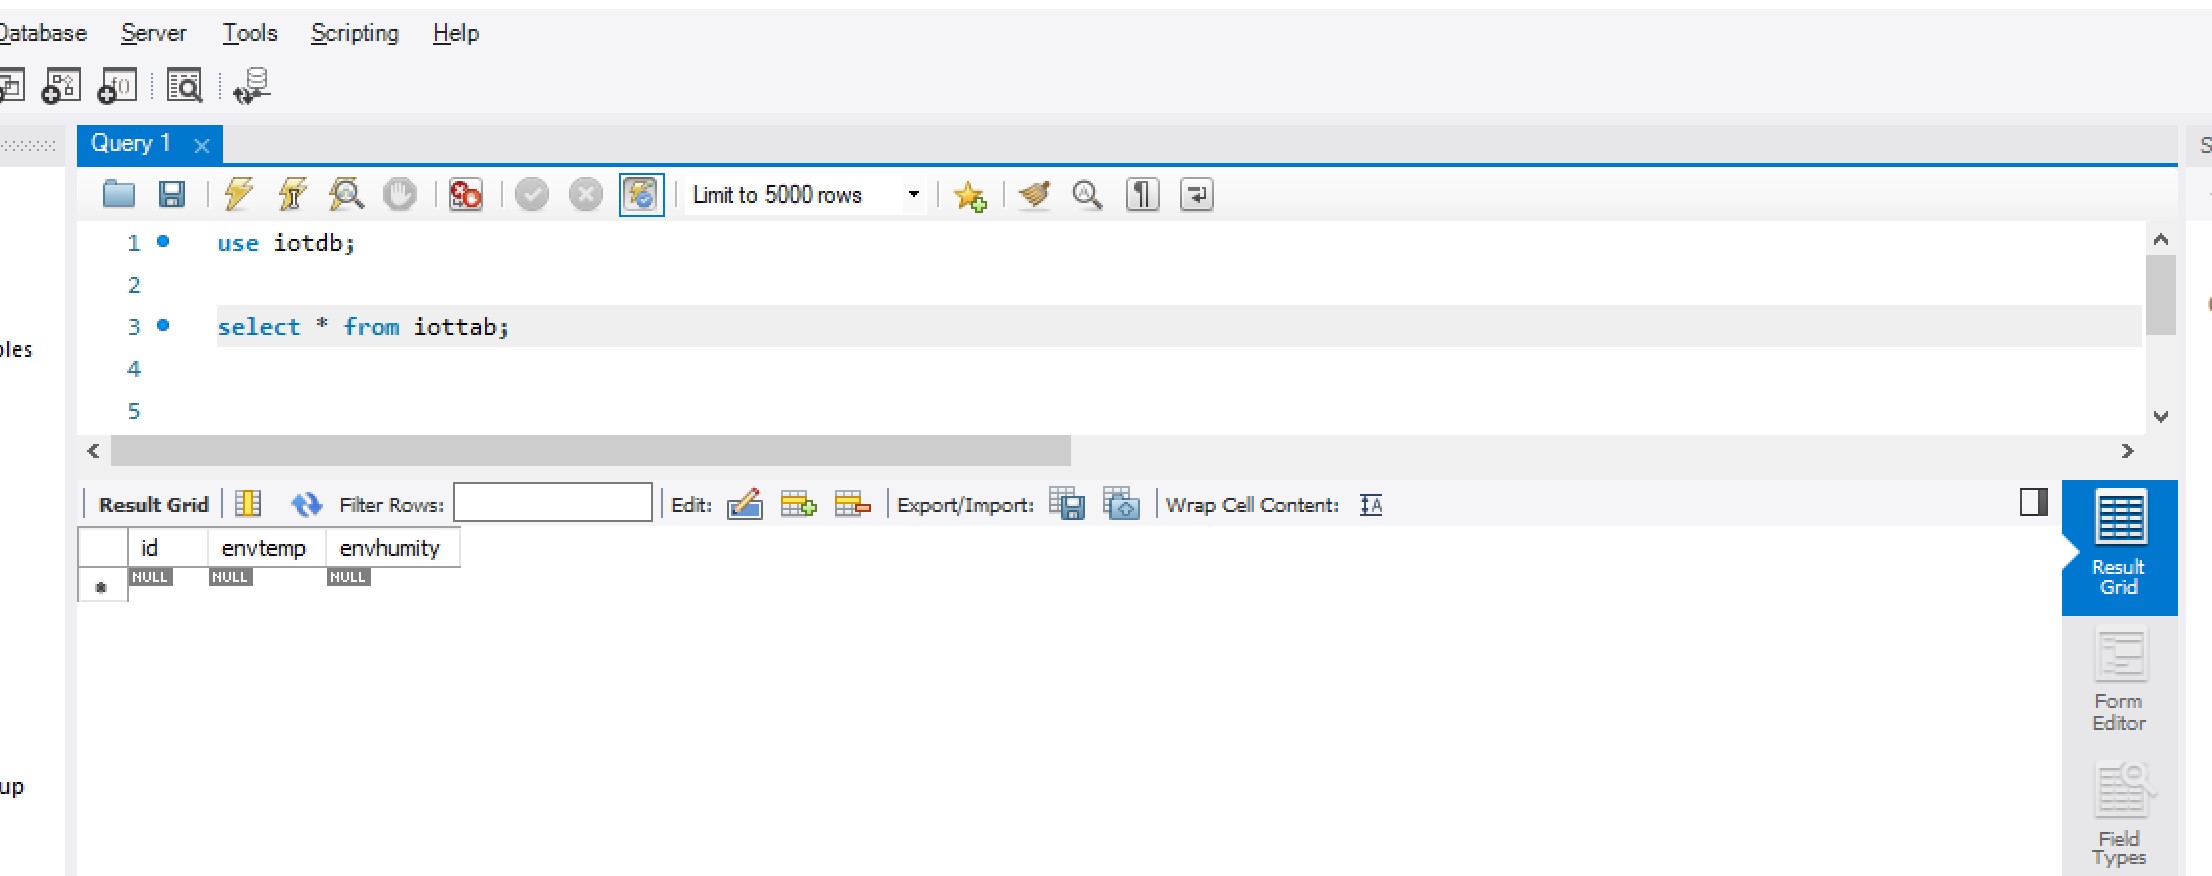 Database Server Tools Scripting Help
Query 1
Limit to 5000 rows
1 use iotdb;
2
3 select * from iottab;
4
5
Result Grid Filter Rows: Edit: Export/Import: Wrap Cell Content: IA
id envtemp envhumity
NULL NULL NULL
Result
Grid
Form
Editor
Field
Types
up